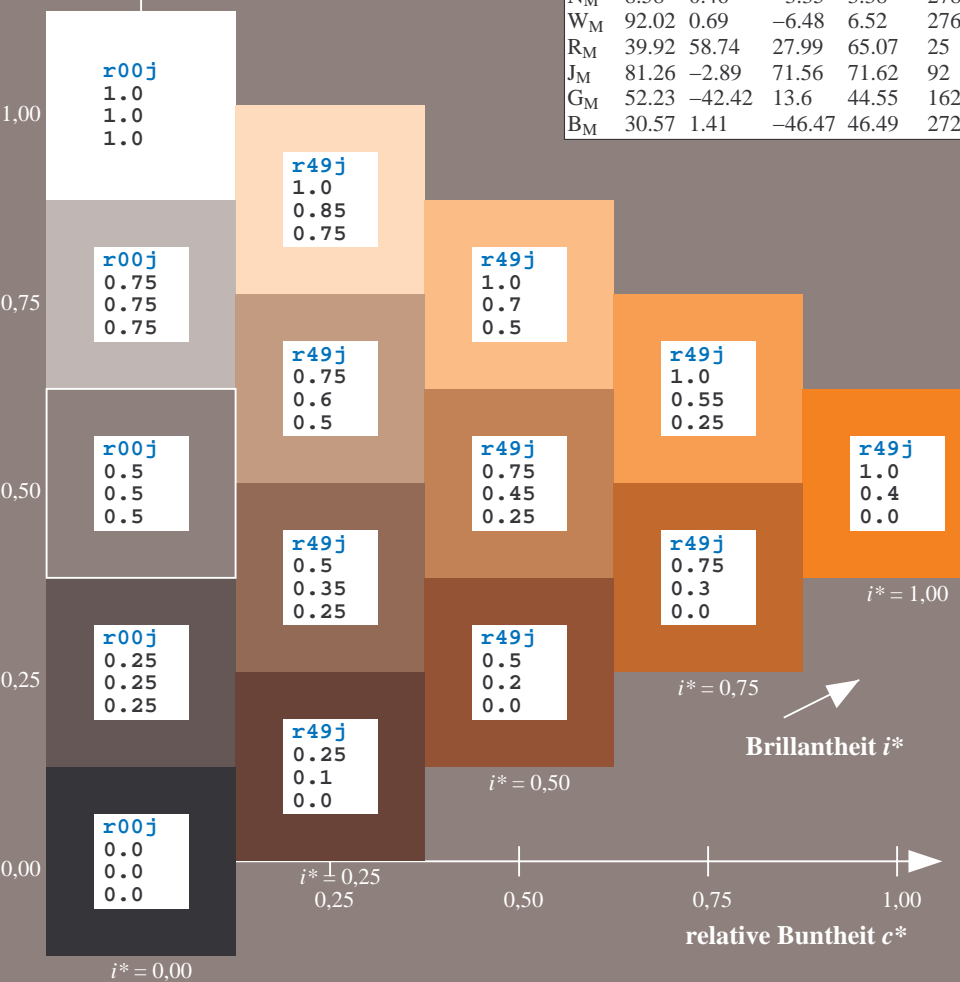 W_M 92.02 0.69 −6.48 6.52 276
R_M 39.92 58.74 27.99 65.07 25
J_M 81.26 −2.89 71.56 71.62 92
G_M 52.23 −42.42 13.6 44.55 162
B_M 30.57 1.41 −46.47 46.49 272
r00j
1.0
1.0
1.0
1,00
r49j
1.0
0.85
0.75
r00j
0.75
0.75
0.75
r49j
1.0
0.7
0.5
0,75
r49j
0.75
0.6
0.5
r49j
1.0
0.55
0.25
r00j
0.5
0.5
0.5
r49j
0.75
0.45
0.25
r49j
1.0
0.4
0.0
0,50
r49j
0.5
0.35
0.25
r49j
0.75
0.3
0.0
i* = 1,00
r00j
0.25
0.25
0.25
r49j
0.5
0.2
0.0
0,25
i* = 0,75
r49j
0.25
0.1
0.0
Brillantheit i*
i* = 0,50
r00j
0.0
0.0
0.0
0,00
i* = 0,25
0,25 0,50 0,75 1,00
relative Buntheit c*
i* = 0,00